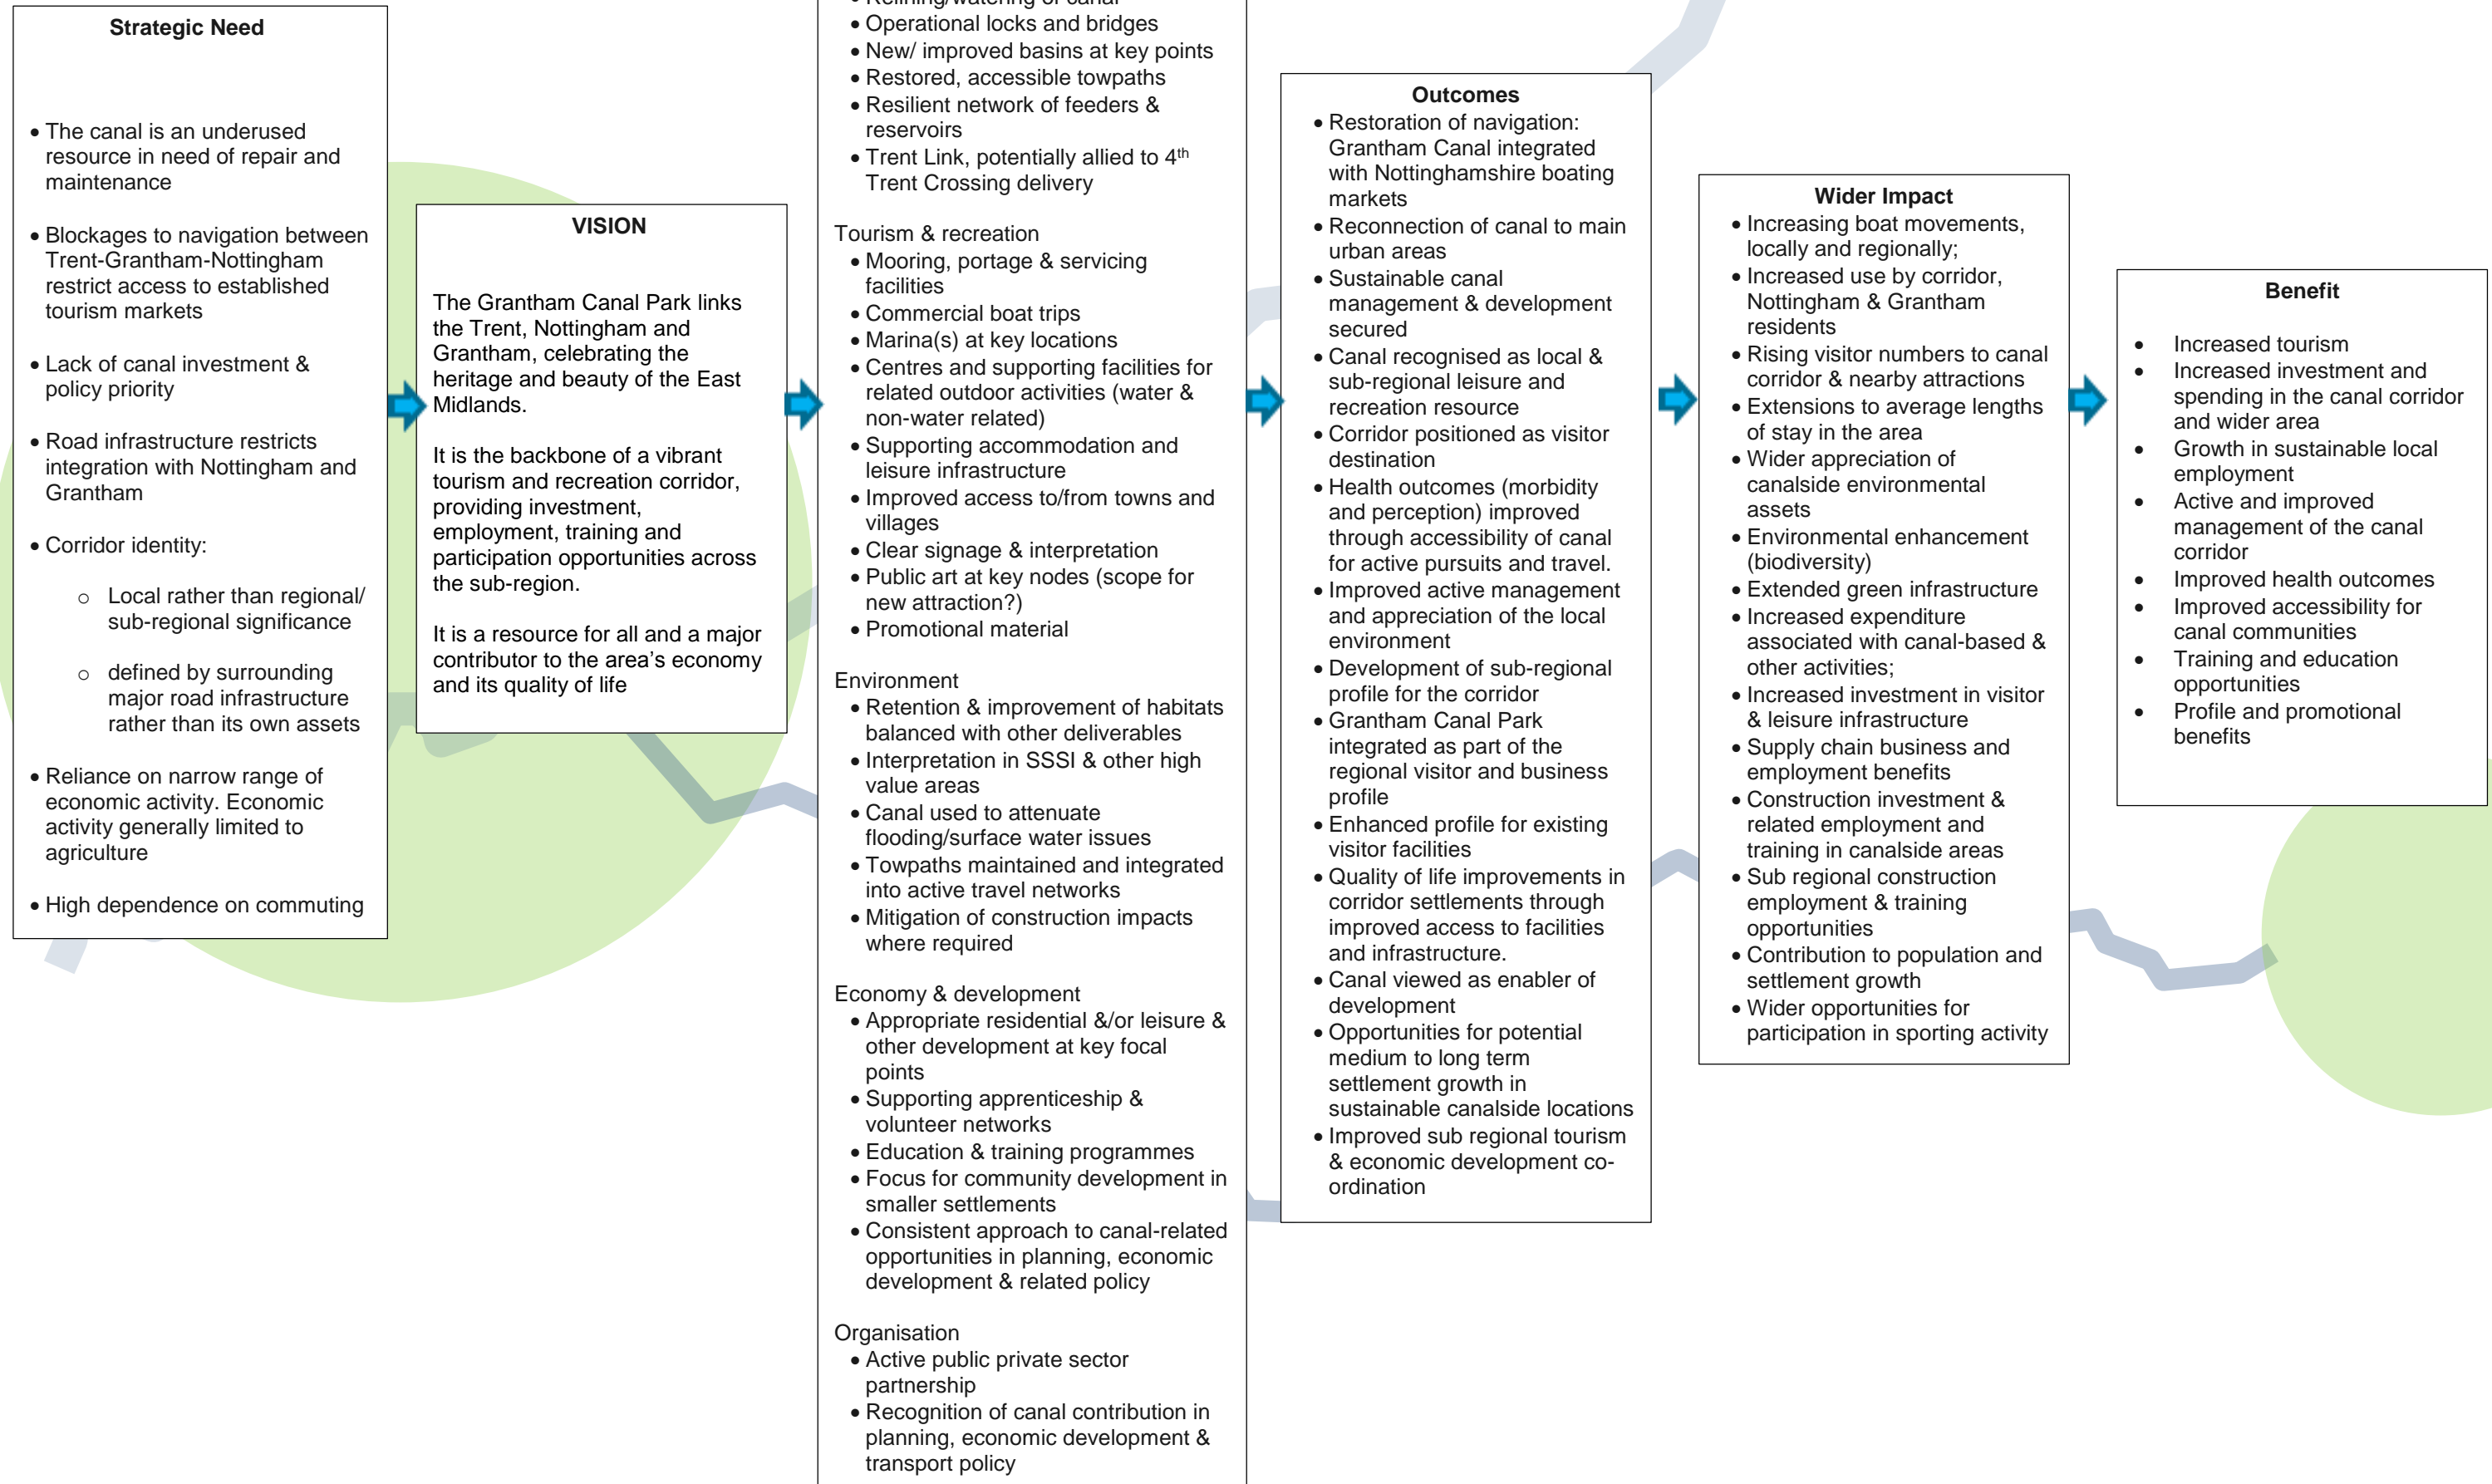 Strategic Need
• The canal is an underused
resource in need of repair and
maintenance
• Blockages to navigation between
Trent-Grantham-Nottingham
restrict access to established
tourism markets
• Lack of canal investment &
policy priority
• Road infrastructure restricts
integration with Nottingham and
Grantham
• Corridor identity:
o Local rather than regional/
sub-regional significance
o defined by surrounding
major road infrastructure
rather than its own assets
• Reliance on narrow range of
economic activity. Economic
activity generally limited to
agriculture
• High dependence on commuting
VISION
The Grantham Canal Park links
the Trent, Nottingham and
Grantham, celebrating the
heritage and beauty of the East
Midlands.
It is the backbone of a vibrant
tourism and recreation corridor,
providing investment,
employment, training and
participation opportunities across
the sub-region.
It is a resource for all and a major
contributor to the area's economy
and its quality of life
• Relining/watering of canal
• Operational locks and bridges
• New/ improved basins at key points
• Restored, accessible towpaths
• Resilient network of feeders &
reservoirs
• Trent Link, potentially allied to 4th
Trent Crossing delivery
Tourism & recreation
• Mooring, portage & servicing
facilities
• Commercial boat trips
• Marina(s) at key locations
• Centres and supporting facilities for
related outdoor activities (water &
non-water related)
• Supporting accommodation and
leisure infrastructure
• Improved access to/from towns and
villages
• Clear signage & interpretation
• Public art at key nodes (scope for
new attraction?)
• Promotional material
Environment
• Retention & improvement of habitats
balanced with other deliverables
• Interpretation in SSSI & other high
value areas
• Canal used to attenuate
flooding/surface water issues
• Towpaths maintained and integrated
into active travel networks
• Mitigation of construction impacts
where required
Economy & development
• Appropriate residential &/or leisure &
other development at key focal
points
• Supporting apprenticeship &
volunteer networks
• Education & training programmes
• Focus for community development in
smaller settlements
• Consistent approach to canal-related
opportunities in planning, economic
development & related policy
Organisation
• Active public private sector
partnership
• Recognition of canal contribution in
planning, economic development &
transport policy
Outcomes
• Restoration of navigation:
Grantham Canal integrated
with Nottinghamshire boating
markets
• Reconnection of canal to main
urban areas
• Sustainable canal
management & development
secured
• Canal recognised as local &
sub-regional leisure and
recreation resource
• Corridor positioned as visitor
destination
• Health outcomes (morbidity
and perception) improved
through accessibility of canal
for active pursuits and travel.
• Improved active management
and appreciation of the local
environment
• Development of sub-regional
profile for the corridor
• Grantham Canal Park
integrated as part of the
regional visitor and business
profile
• Enhanced profile for existing
visitor facilities
• Quality of life improvements in
corridor settlements through
improved access to facilities
and infrastructure.
• Canal viewed as enabler of
development
• Opportunities for potential
medium to long term
settlement growth in
sustainable canalside locations
• Improved sub regional tourism
& economic development co-
ordination
Wider Impact
• Increasing boat movements,
locally and regionally;
• Increased use by corridor,
Nottingham & Grantham
residents
• Rising visitor numbers to canal
corridor & nearby attractions
• Extensions to average lengths
of stay in the area
• Wider appreciation of
canalside environmental
assets
• Environmental enhancement
(biodiversity)
• Extended green infrastructure
• Increased expenditure
associated with canal-based &
other activities;
• Increased investment in visitor
& leisure infrastructure
• Supply chain business and
employment benefits
• Construction investment &
related employment and
training in canalside areas
• Sub regional construction
employment & training
opportunities
• Contribution to population and
settlement growth
• Wider opportunities for
participation in sporting activity
Benefit
• Increased tourism
• Increased investment and
spending in the canal corridor
and wider area
• Growth in sustainable local
employment
• Active and improved
management of the canal
corridor
• Improved health outcomes
• Improved accessibility for
canal communities
• Training and education
opportunities
• Profile and promotional
benefits